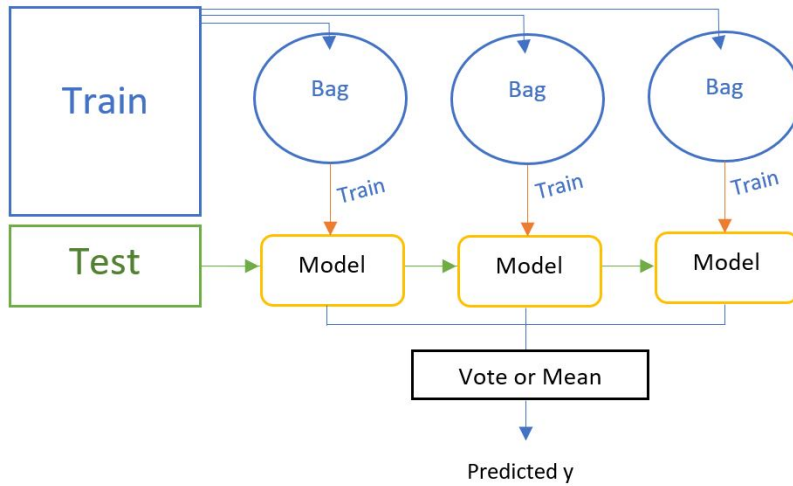 Train
Bag
Bag
Bag
Train
Train
Train
Test
Model
Model
Model
Vote or Mean
Predicted y